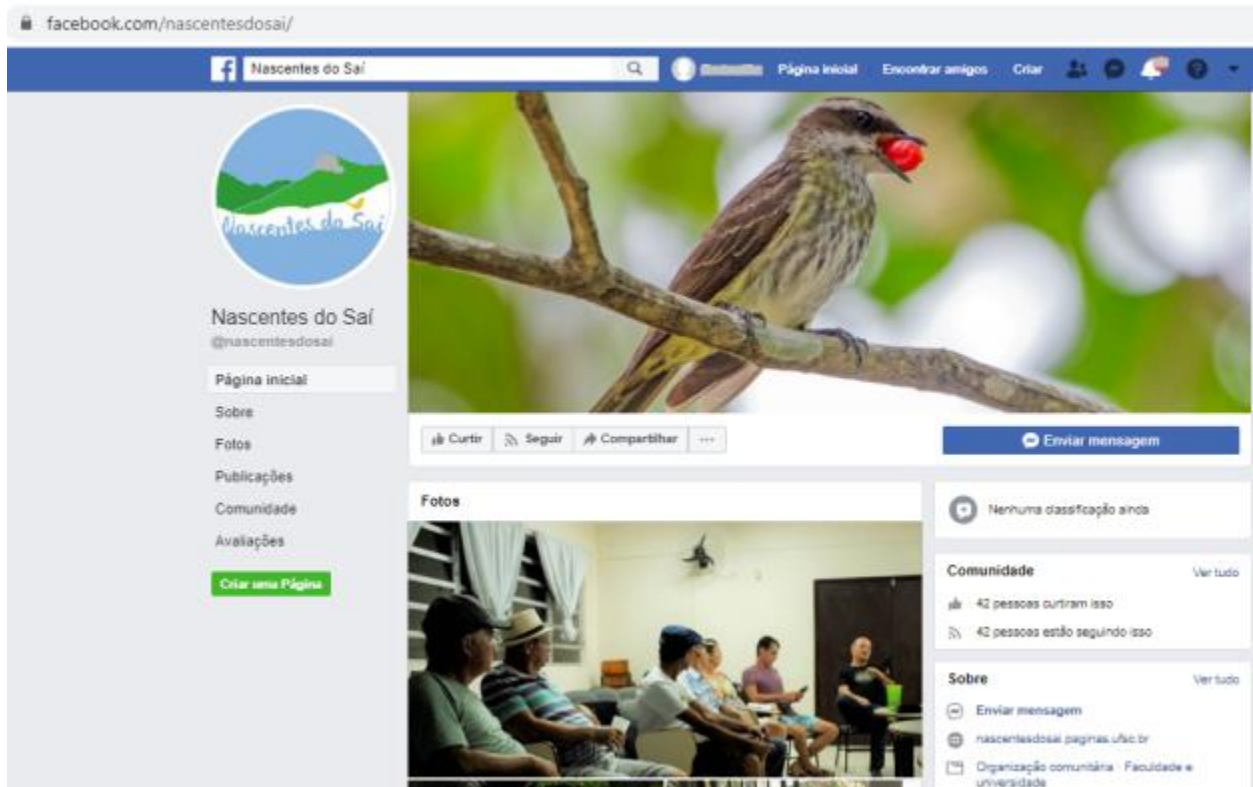 facebook.com/nascentesdosai/
Nascentes do Saí
Página inicial
Encontrar amigos
Criar
Nascentes do Saí
Nascentes do Saí
@nascentesdosai
Página inicial
Sobre
Fotos
Publicações
Comunidade
Avaliações
Criar uma Página
Curtir
Seguir
Compartilhar
Enviar mensagem
Fotos
Nenhuma classificação ainda
Comunidade
Ver tudo
42 pessoas curtiram isso
42 pessoas estão seguindo isso
Sobre
Ver tudo
Enviar mensagem
nascentesdosai.paginas.ufsc.br
Organização comunitária · Faculdade e
universidade